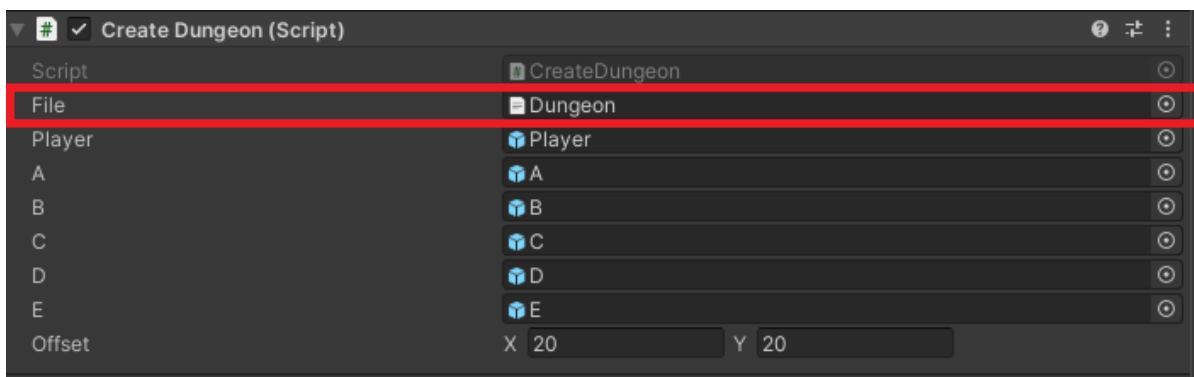 Create Dungeon (Script)
Script CreateDungeon
File Dungeon
Player Player
A A
B B
C C
D D
E E
Offset X 20 Y 20